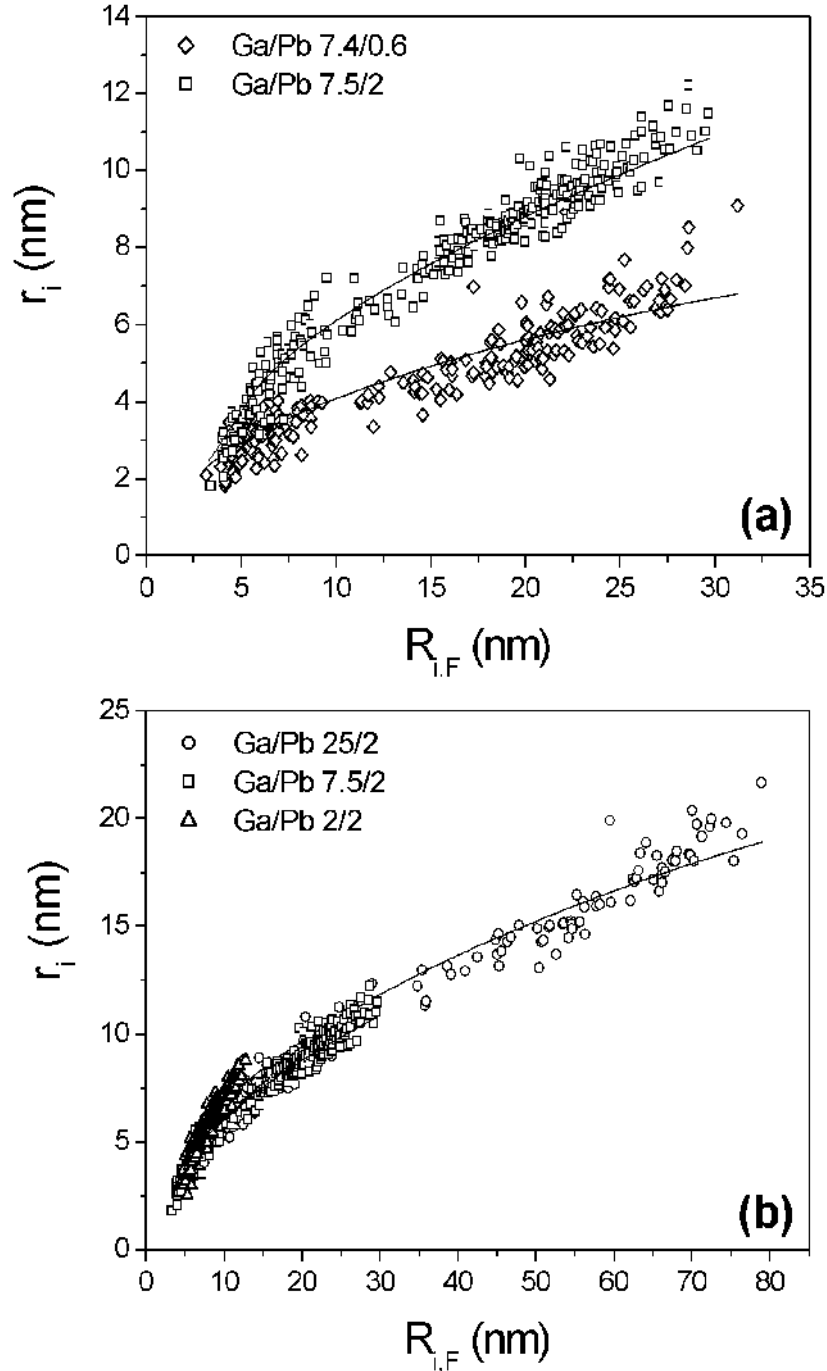 14
12
10
8
6
4
2
0
r_i (nm)
Ga/Pb 7.4/0.6
Ga/Pb 7.5/2
(a)
0 5 10 15 20 25 30 35
R_i,F (nm)
25
20
15
10
5
0
r_i (nm)
Ga/Pb 25/2
Ga/Pb 7.5/2
Ga/Pb 2/2
(b)
0 10 20 30 40 50 60 70 80
R_i,F (nm)